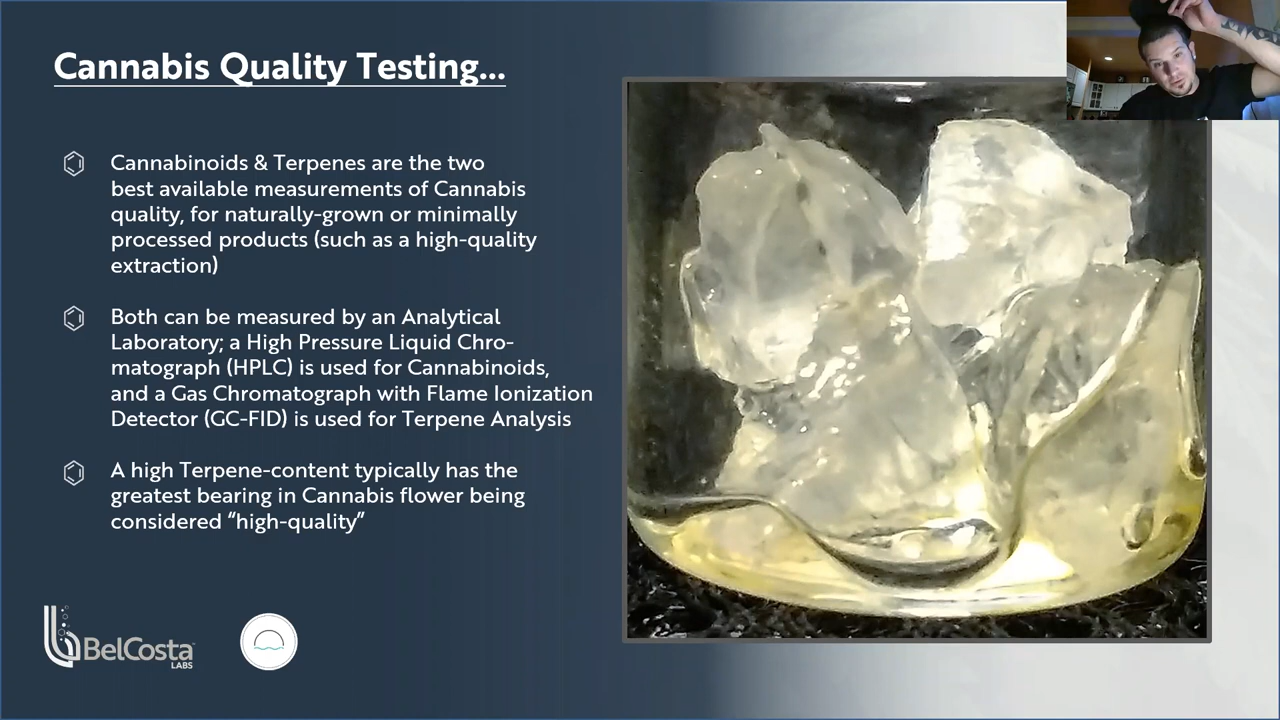 Cannabis Quality Testing...
Cannabinoids & Terpenes are the two
best available measurements of Cannabis
quality, for naturally-grown or minimally
processed products (such as a high-quality
extraction)
Both can be measured by an Analytical
Laboratory; a High Pressure Liquid Chro-
matograph (HPLC) is used for Cannabinoids,
and a Gas Chromatograph with Flame Ionization
Detector (GC-FID) is used for Terpene Analysis
A high Terpene-content typically has the
greatest bearing in Cannabis flower being
considered “high-quality”
BelCosta
LABS